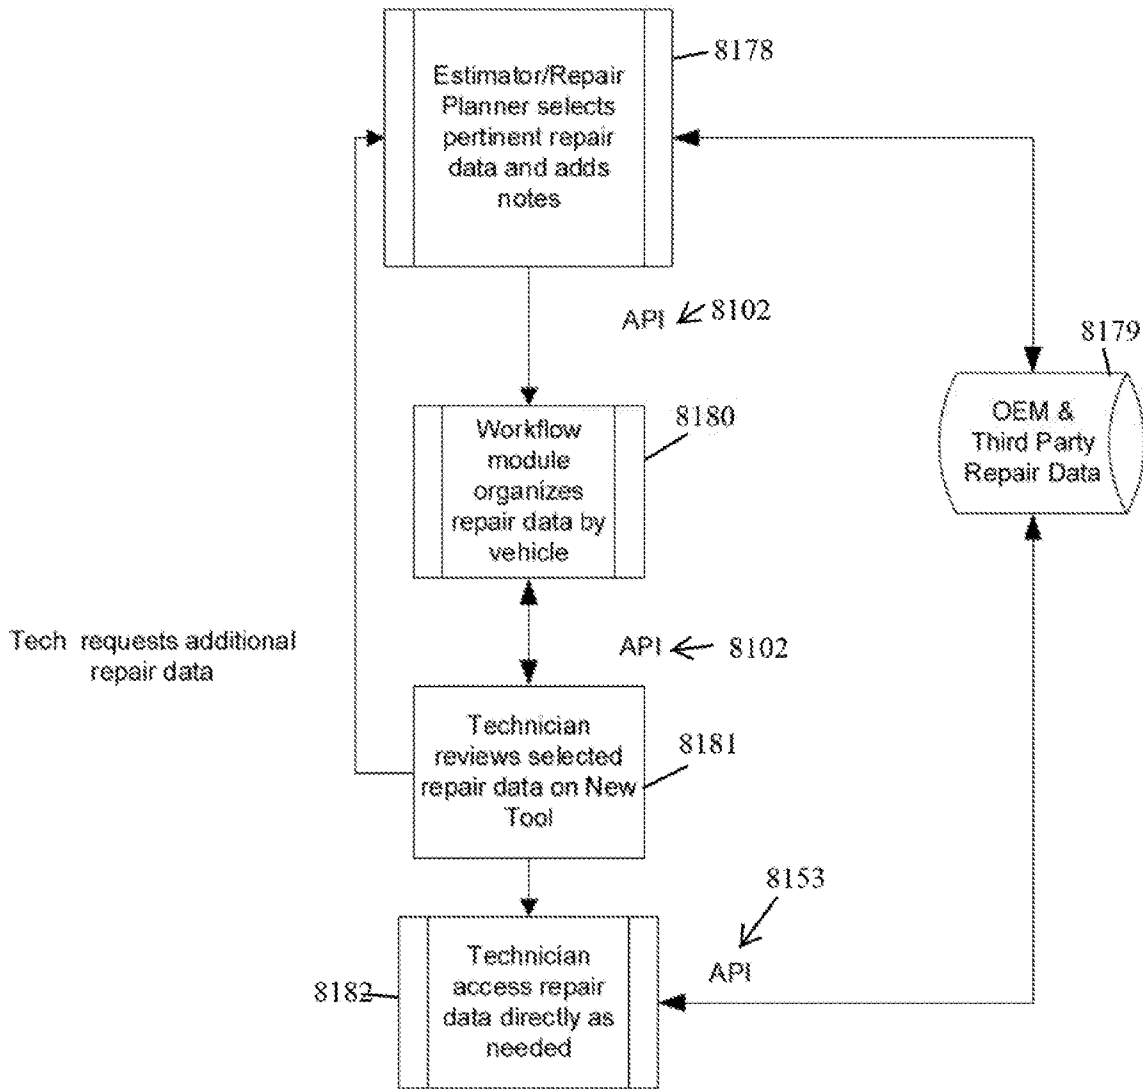 8178
Estimator/Repair
Planner selects
pertinent repair
data and adds
notes
API
8102
8179
OEM &
Third Party
Repair Data
8180
Workflow
module
organizes
repair data by
vehicle
Tech requests additional
repair data
API
8102
Technician
reviews selected
repair data on New
Tool
8181
8153
API
8182
Technician
access repair
data directly as
needed